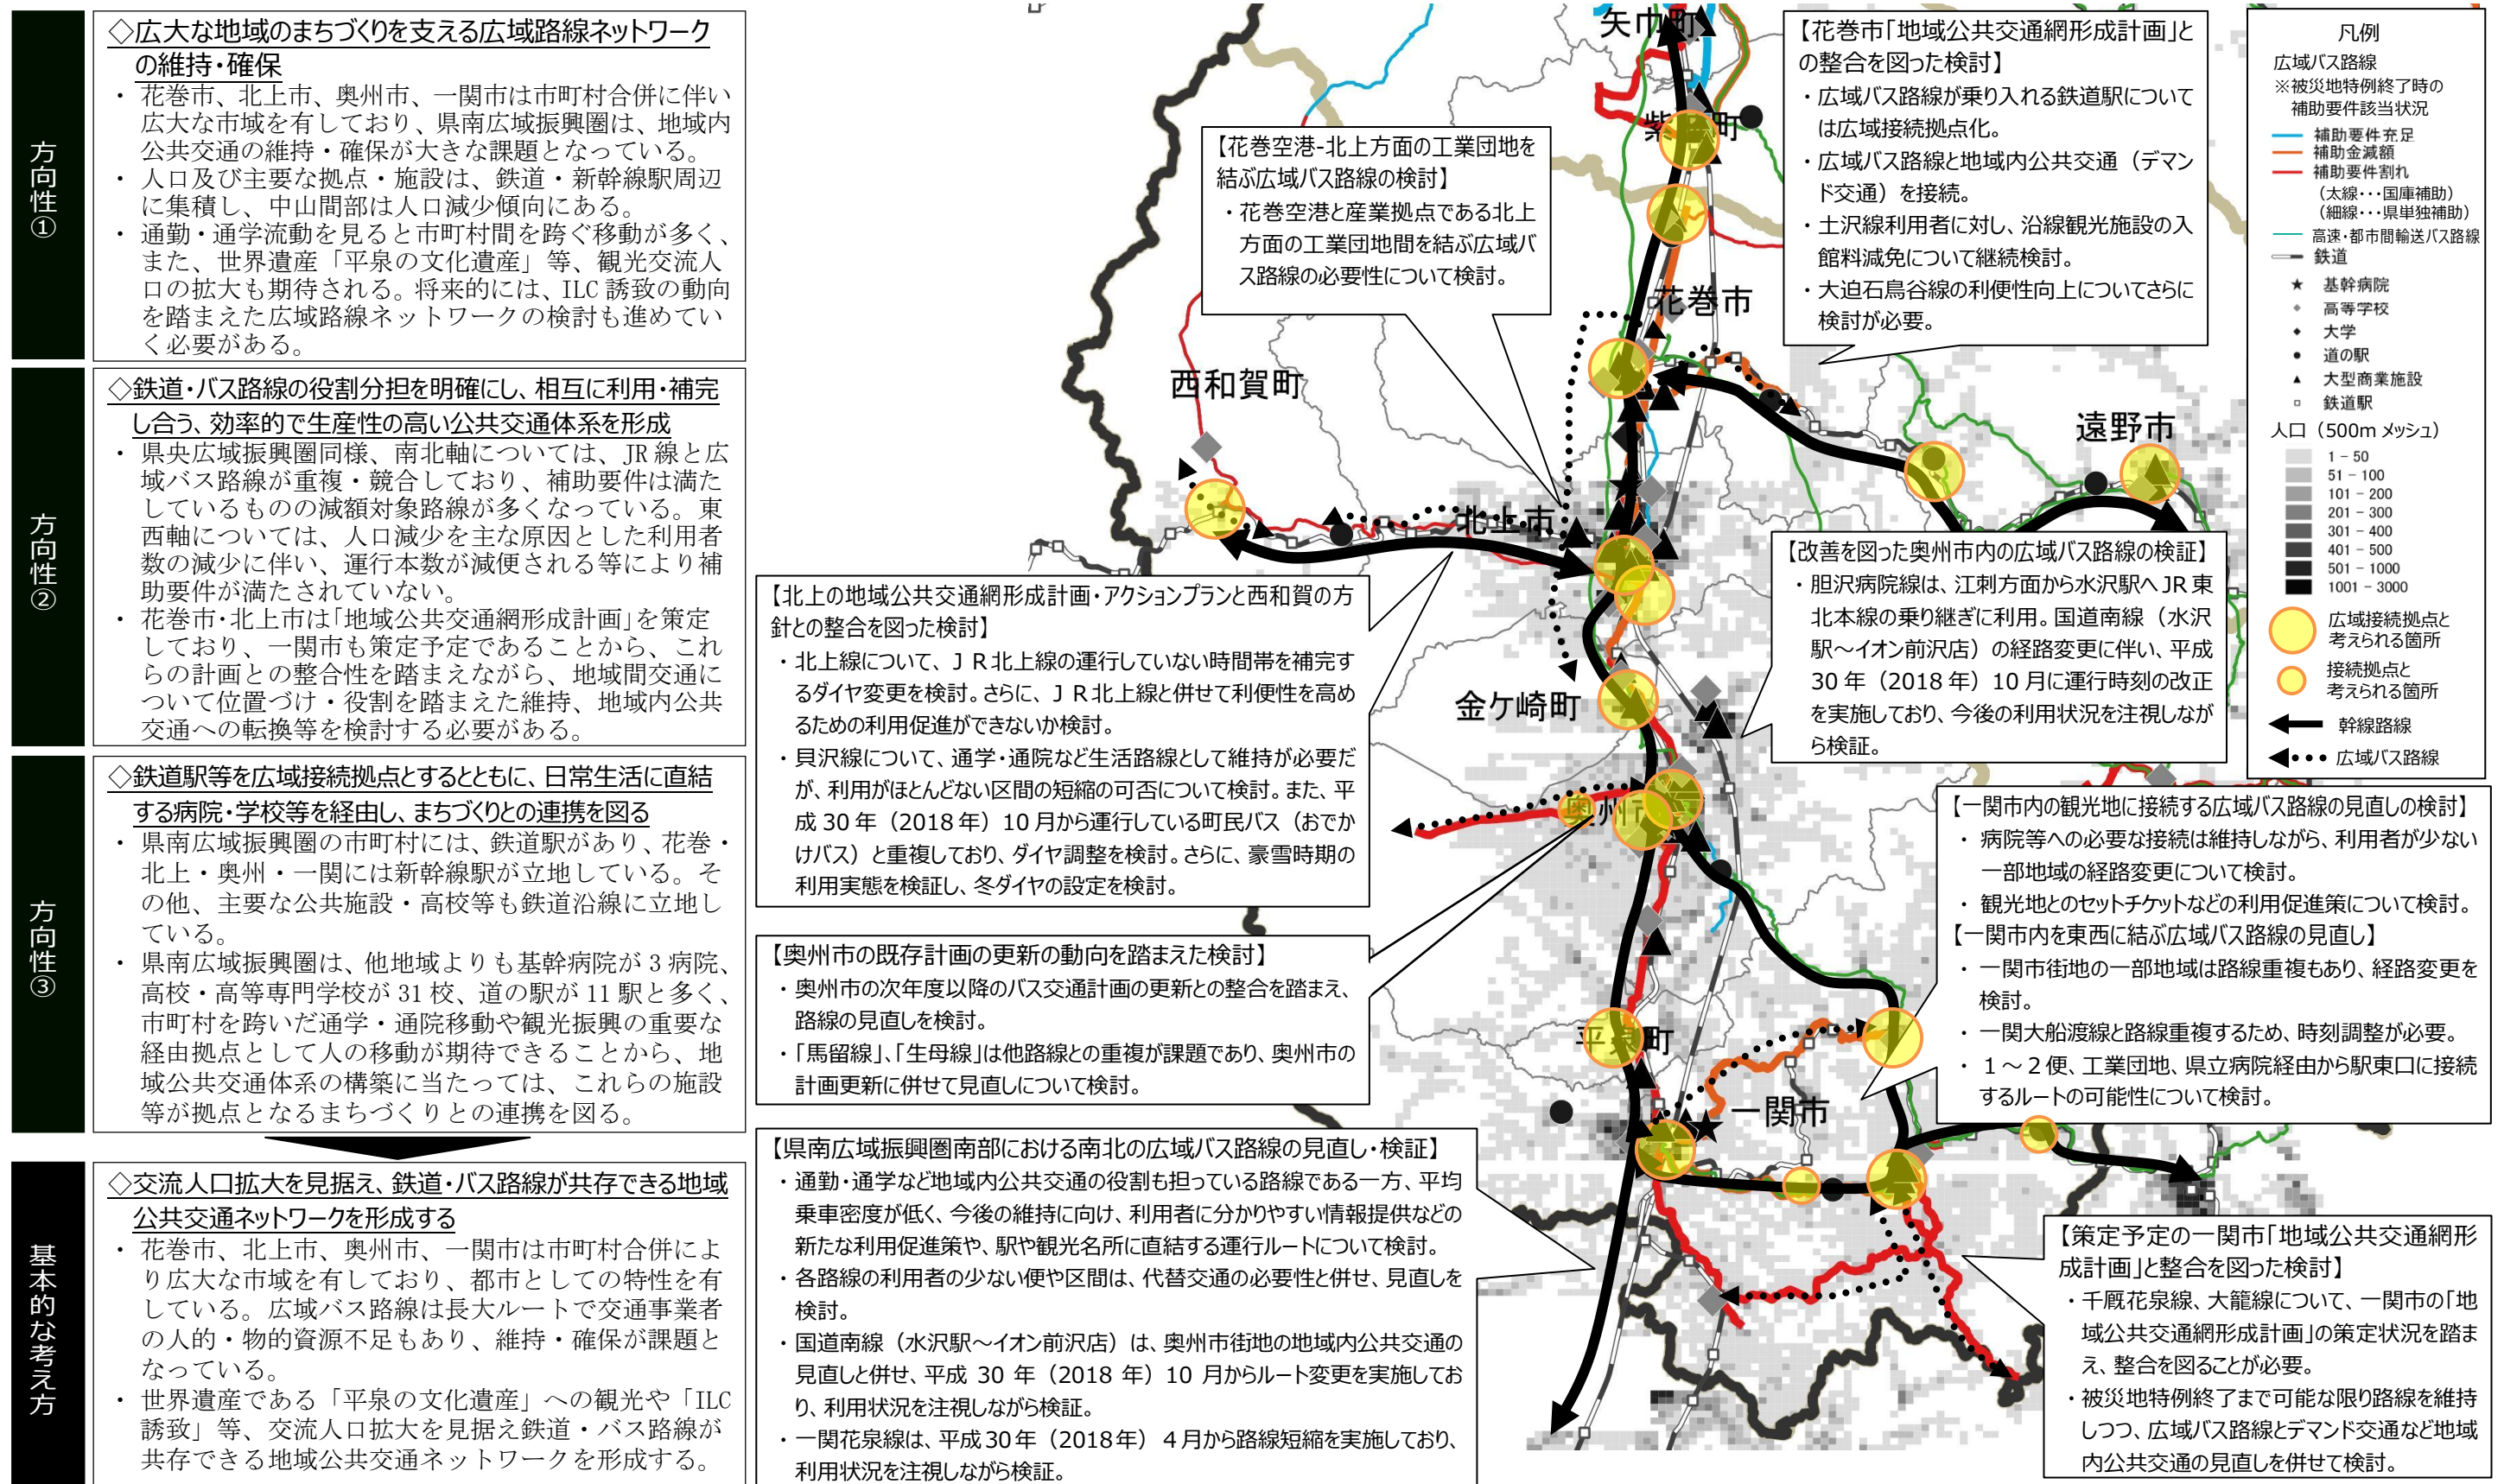 方向性①
◇広大な地域のまちづくりを支える広域路線ネットワーク
の維持・確保
・ 花巻市、北上市、奥州市、一関市は市町村合併に伴い
広大な市域を有しており、県南広域振興圏は、地域内
公共交通の維持・確保が大きな課題となっている。
・ 人口及び主要な拠点・施設は、鉄道・新幹線駅周辺
に集積し、中山間部は人口減少傾向にある。
・ 通勤・通学流動を見ると市町村間を跨ぐ移動が多く、
また、世界遺産「平泉の文化遺産」等、観光交流人
口の拡大も期待される。将来的には、ILC 誘致の動向
を踏まえた広域路線ネットワークの検討も進めてい
く必要がある。
方向性②
◇鉄道・バス路線の役割分担を明確にし、相互に利用・補完
し合う、効率的で生産性の高い公共交通体系を形成
・ 県央広域振興圏同様、南北軸については、JR 線と広
域バス路線が重複・競合しており、補助要件は満た
しているものの減額対象路線が多くなっている。東
西軸については、人口減少を主な原因とした利用者
数の減少に伴い、運行本数が減便される等により補
助要件が満たされていない。
・ 花巻市・北上市は「地域公共交通網形成計画」を策定
しており、一関市も策定予定であることから、これ
らの計画との整合性を踏まえながら、地域間交通に
ついて位置づけ・役割を踏まえた維持、地域内公共
交通への転換等を検討する必要がある。
方向性③
◇鉄道駅等を広域接続拠点とするとともに、日常生活に直結
する病院・学校等を経由し、まちづくりとの連携を図る
・ 県南広域振興圏の市町村には、鉄道駅があり、花巻・
北上・奥州・一関には新幹線駅が立地している。そ
の他、主要な公共施設・高校等も鉄道沿線に立地し
ている。
・ 県南広域振興圏は、他地域よりも基幹病院が 3 病院、
高校・高等専門学校が 31 校、道の駅が 11 駅と多く、
市町村を跨いだ通学・通院移動や観光振興の重要な
経由拠点として人の移動が期待できることから、地
域公共交通体系の構築に当たっては、これらの施設
等が拠点となるまちづくりとの連携を図る。
基本的な考え方
◇交流人口拡大を見据え、鉄道・バス路線が共存できる地域
公共交通ネットワークを形成する
・ 花巻市、北上市、奥州市、一関市は市町村合併によ
り広大な市域を有しており、都市としての特性を有
している。広域バス路線は長大ルートで交通事業者
の人的・物的資源不足もあり、維持・確保が課題と
なっている。
・ 世界遺産である「平泉の文化遺産」への観光や「ILC
誘致」等、交流人口拡大を見据え鉄道・バス路線が
共存できる地域公共交通ネットワークを形成する。
矢巾町
紫波町
花巻市
西和賀町
遠野市
北上市
金ケ崎町
奥州市
平泉町
一関市
【花巻空港-北上方面の工業団地を
結ぶ広域バス路線の検討】
・花巻空港と産業拠点である北上
方面の工業団地間を結ぶ広域バ
ス路線の必要性について検討。
【花巻市「地域公共交通網形成計画」と
の整合を図った検討】
・広域バス路線が乗り入れる鉄道駅について
は広域接続拠点化。
・広域バス路線と地域内公共交通（デマン
ド交通）を接続。
・土沢線利用者に対し、沿線観光施設の入
館料減免について継続検討。
・大迫石鳥谷線の利便性向上についてさらに
検討が必要。
【北上の地域公共交通網形成計画・アクションプランと西和賀の方
針との整合を図った検討】
・北上線について、ＪＲ北上線の運行していない時間帯を補完す
るダイヤ変更を検討。さらに、ＪＲ北上線と併せて利便性を高め
るための利用促進ができないか検討。
・貝沢線について、通学・通院など生活路線として維持が必要だ
が、利用がほとんどない区間の短縮の可否について検討。また、平
成 30 年（2018 年）10 月から運行している町民バス（おでか
けバス）と重複しており、ダイヤ調整を検討。さらに、豪雪時期の
利用実態を検証し、冬ダイヤの設定を検討。
【改善を図った奥州市内の広域バス路線の検証】
・胆沢病院線は、江刺方面から水沢駅へ JR 東
北本線の乗り継ぎに利用。国道南線（水沢
駅～イオン前沢店）の経路変更に伴い、平成
30 年（2018 年）10 月に運行時刻の改正
を実施しており、今後の利用状況を注視しなが
ら検証。
【奥州市の既存計画の更新の動向を踏まえた検討】
・奥州市の次年度以降のバス交通計画の更新との整合を踏まえ、
路線の見直しを検討。
・「馬留線」、「生母線」は他路線との重複が課題であり、奥州市の
計画更新に併せて見直しについて検討。
【一関市内の観光地に接続する広域バス路線の見直しの検討】
・ 病院等への必要な接続は維持しながら、利用者が少ない
一部地域の経路変更について検討。
・ 観光地とのセットチケットなどの利用促進策について検討。
【一関市内を東西に結ぶ広域バス路線の見直し】
・ 一関市街地の一部地域は路線重複もあり、経路変更を
検討。
・ 一関大船渡線と路線重複するため、時刻調整が必要。
・ １～２便、工業団地、県立病院経由から駅東口に接続
するルートの可能性について検討。
【県南広域振興圏南部における南北の広域バス路線の見直し・検証】
・通勤・通学など地域内公共交通の役割も担っている路線である一方、平均
乗車密度が低く、今後の維持に向け、利用者に分かりやすい情報提供などの
新たな利用促進策や、駅や観光名所に直結する運行ルートについて検討。
・各路線の利用者の少ない便や区間は、代替交通の必要性と併せ、見直しを
検討。
・国道南線（水沢駅～イオン前沢店）は、奥州市街地の地域内公共交通の
見直しと併せ、平成 30 年（2018 年）10 月からルート変更を実施してお
り、利用状況を注視しながら検証。
・一関花泉線は、平成30年（2018年）４月から路線短縮を実施しており、
利用状況を注視しながら検証。
【策定予定の一関市「地域公共交通網形
成計画」と整合を図った検討】
・千厩花泉線、大籠線について、一関市の「地
域公共交通網形成計画」の策定状況を踏ま
え、整合を図ることが必要。
・被災地特例終了まで可能な限り路線を維持
しつつ、広域バス路線とデマンド交通など地域
内公共交通の見直しを併せて検討。
凡例
広域バス路線
※被災地特例終了時の
補助要件該当状況
補助要件充足
補助金減額
補助要件割れ
（太線・・・国庫補助）
（細線・・・県単独補助）
高速・都市間輸送バス路線
鉄道
基幹病院
高等学校
大学
道の駅
大型商業施設
鉄道駅
人口（500m メッシュ）
1 － 50
51 － 100
101 － 200
201 － 300
301 － 400
401 － 500
501 － 1000
1001 － 3000
広域接続拠点と
考えられる箇所
接続拠点と
考えられる箇所
幹線路線
広域バス路線